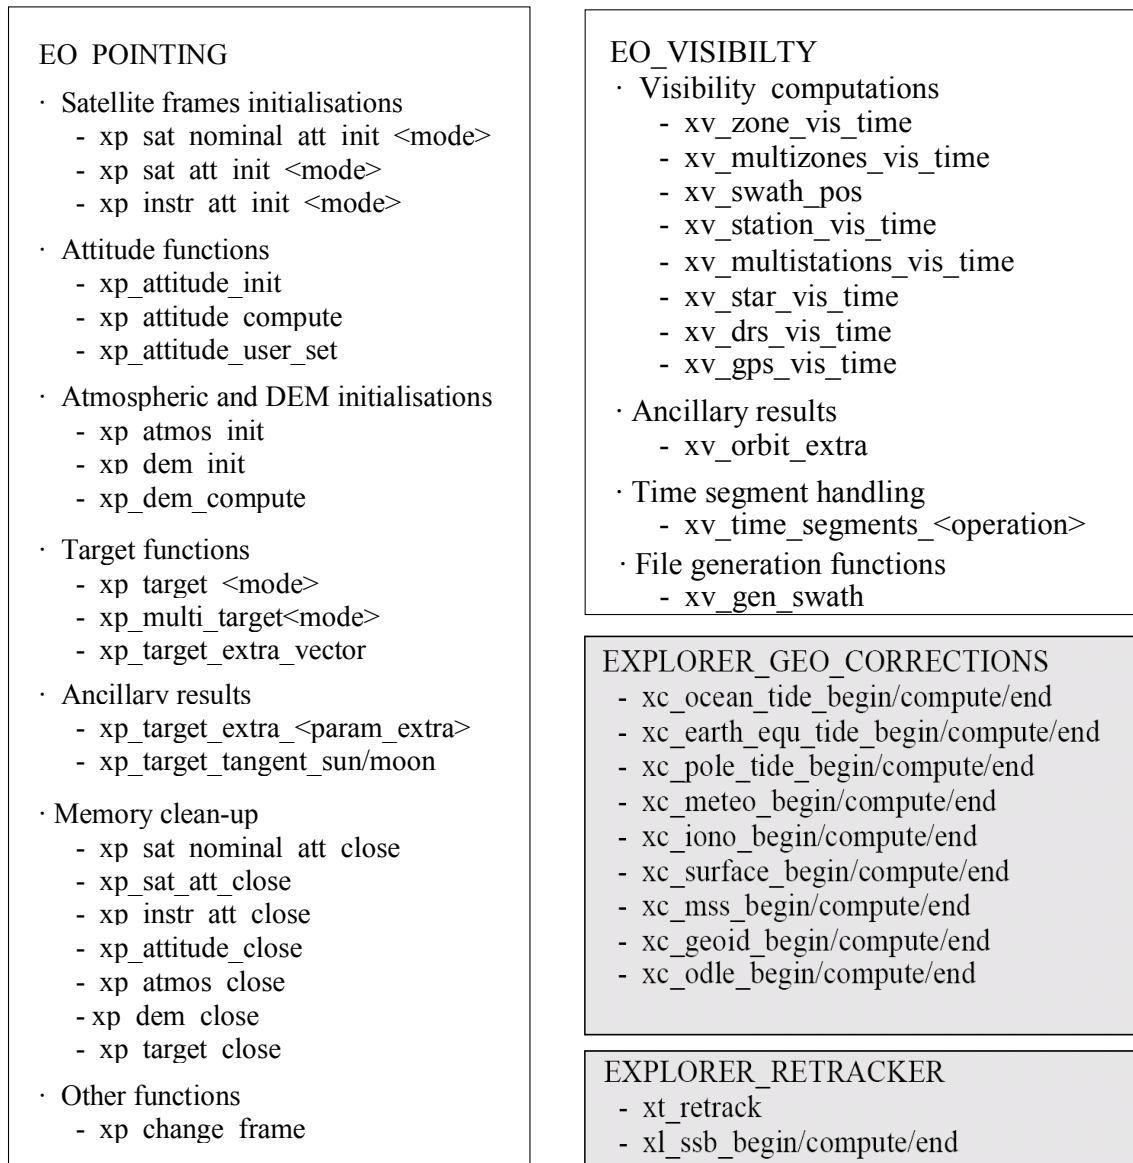 EO POINTING
· Satellite frames initialisations
- xp sat nominal att init <mode>
- xp sat att init <mode>
- xp instr att init <mode>
· Attitude functions
- xp_attitude_init
- xp attitude compute
- xp_attitude_user_set
· Atmospheric and DEM initialisations
- xp atmos init
- xp dem init
- xp_dem_compute
· Target functions
- xp target <mode>
- xp_multi_target<mode>
- xp_target_extra_vector
· Ancillary results
- xp_target_extra_<param_extra>
- xp_target_tangent_sun/moon
· Memory clean-up
- xp sat nominal att close
- xp_sat_att_close
- xp instr att close
- xp_attitude_close
- xp atmos close
- xp dem close
- xp target close
· Other functions
- xp change frame
EO_VISIBILTY
· Visibility computations
- xv_zone_vis_time
- xv_multizones_vis_time
- xv_swath_pos
- xv_station_vis_time
- xv_multistations_vis_time
- xv_star_vis_time
- xv_drs_vis_time
- xv_gps_vis_time
· Ancillary results
- xv_orbit_extra
· Time segment handling
- xv_time_segments_<operation>
· File generation functions
- xv_gen_swath
EXPLORER_GEO_CORRECTIONS
- xc_ocean_tide_begin/compute/end
- xc_earth_equ_tide_begin/compute/end
- xc_pole_tide_begin/compute/end
- xc_meteo_begin/compute/end
- xc_iono_begin/compute/end
- xc_surface_begin/compute/end
- xc_mss_begin/compute/end
- xc_geoid_begin/compute/end
- xc_odle_begin/compute/end
EXPLORER_RETRACKER
- xt_retrack
- xl_ssb_begin/compute/end